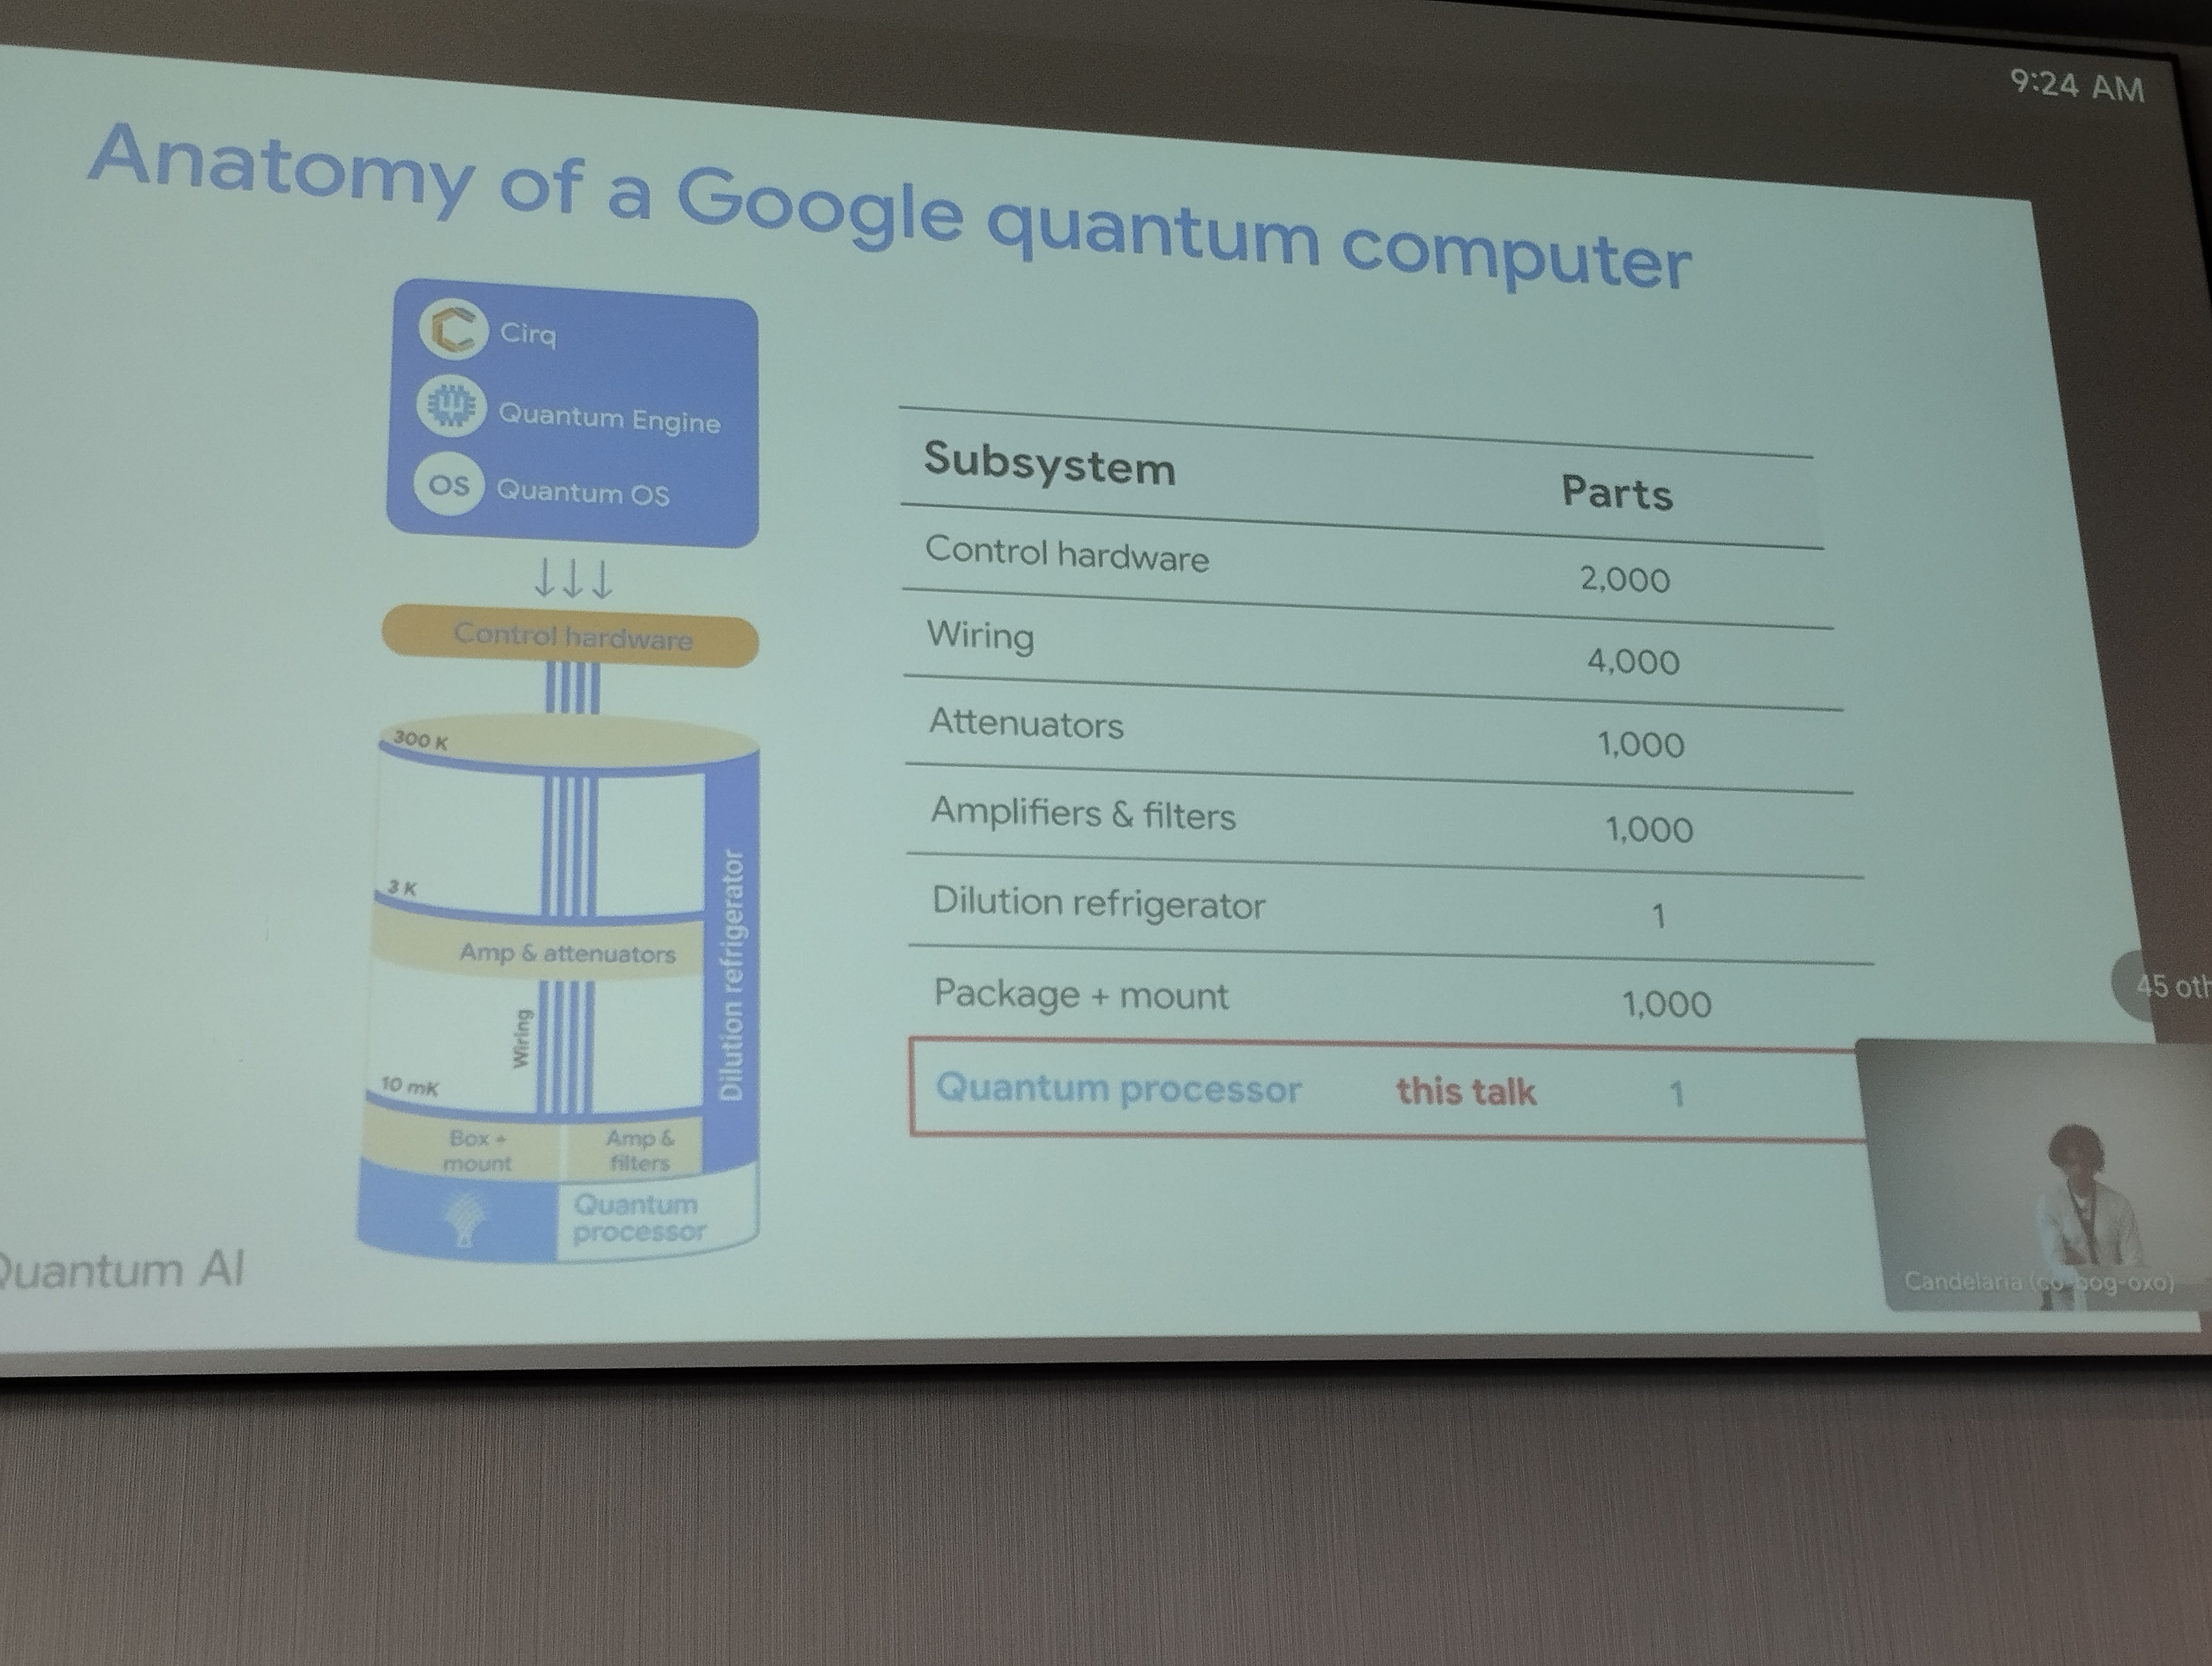 9:24 AM
Anatomy of a Google quantum computer
Cirq
Quantum Engine
OS Quantum OS
Control hardware
300 K
3 K
Amp & attenuators
Wiring
Dilution refrigerator
10 mK
Box +
mount
Amp &
filters
Quantum
processor
Subsystem Parts
Control hardware 2,000
Wiring 4,000
Attenuators 1,000
Amplifiers & filters 1,000
Dilution refrigerator 1
Package + mount 1,000
Quantum processor this talk 1
45 oth
Candelaria (co-bog-oxo)
Quantum AI